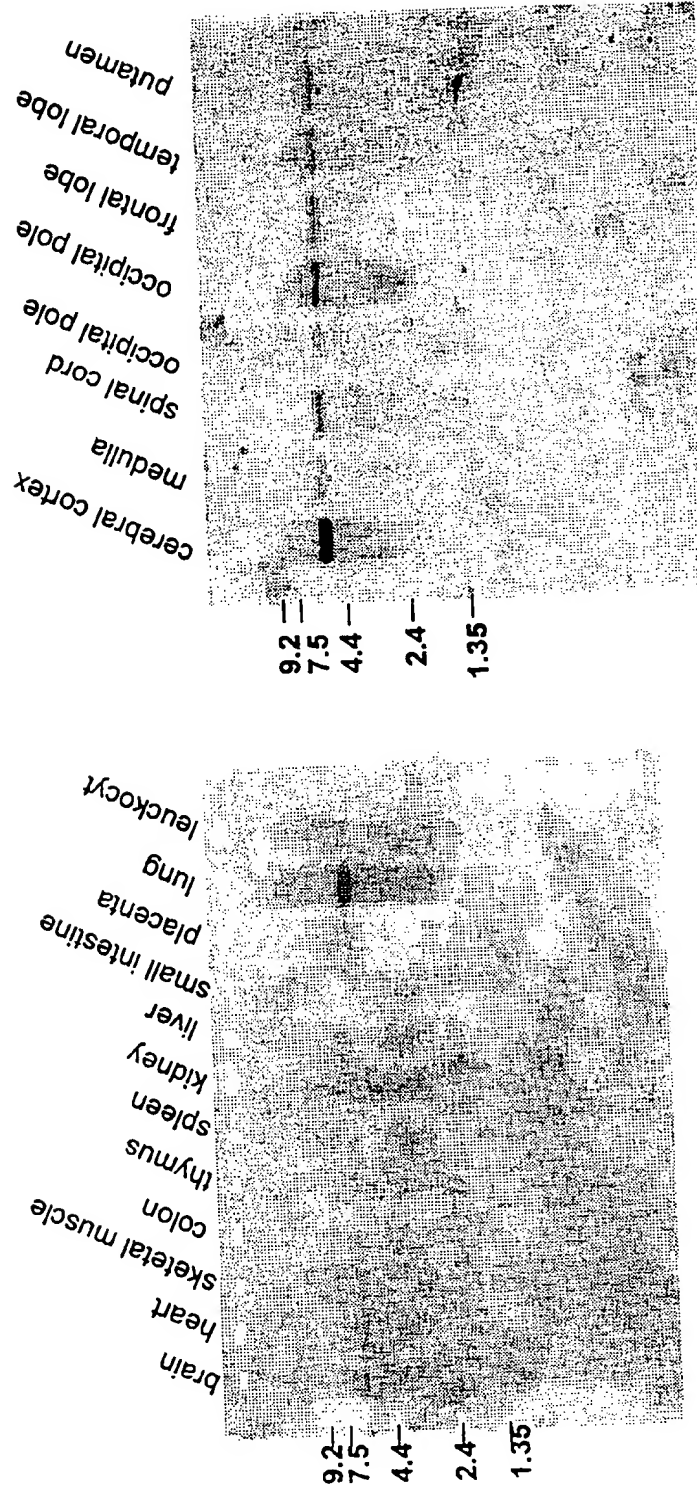 brain
heart
sketetal muscle
colon
thymus
spleen
kidney
liver
small intestine
placenta
lung
leuckocyt
9.2
7.5
4.4
2.4
1.35
cerebral cortex
medulla
spinal cord
occipital pole
occipital pole
frontal lobe
temporal lobe
putamen
9.2
7.5
4.4
2.4
1.35